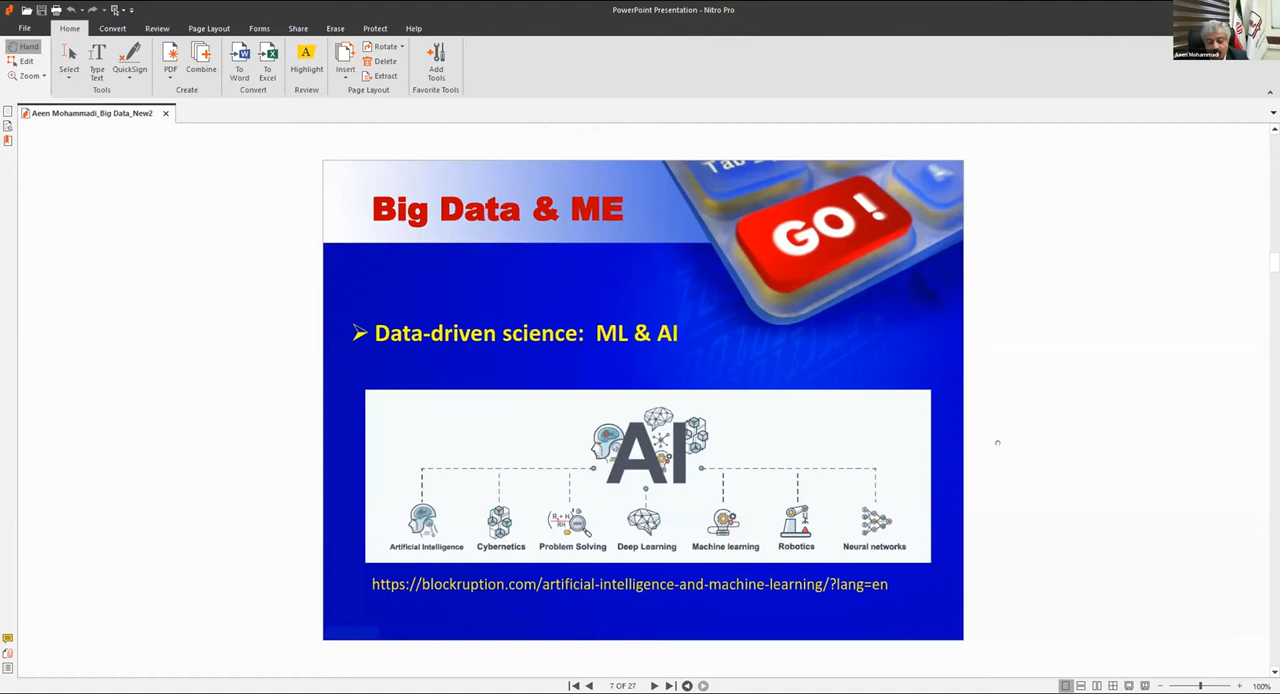 PowerPoint Presentation - Nitro Pro
File Home Convert Review Page Layout Forms Share Erase Protect Help
Hand
Edit
Zoom
Select
Type Text
QuickSign
Tools
PDF
Combine
Create
To Word
To Excel
Convert
Highlight
Review
Insert
Rotate
Delete
Extract
Page Layout
Add Tools
Favorite Tools
Aeen Mohammadi
Aeen Mohammadi_Big Data_New2
Big Data & ME
Tab
A
GO !
Data-driven science: ML & AI
AI
Artificial Intelligence Cybernetics Problem Solving Deep Learning Machine learning Robotics Neural networks
https://blockruption.com/artificial-intelligence-and-machine-learning/?lang=en
7 OF 27
100%